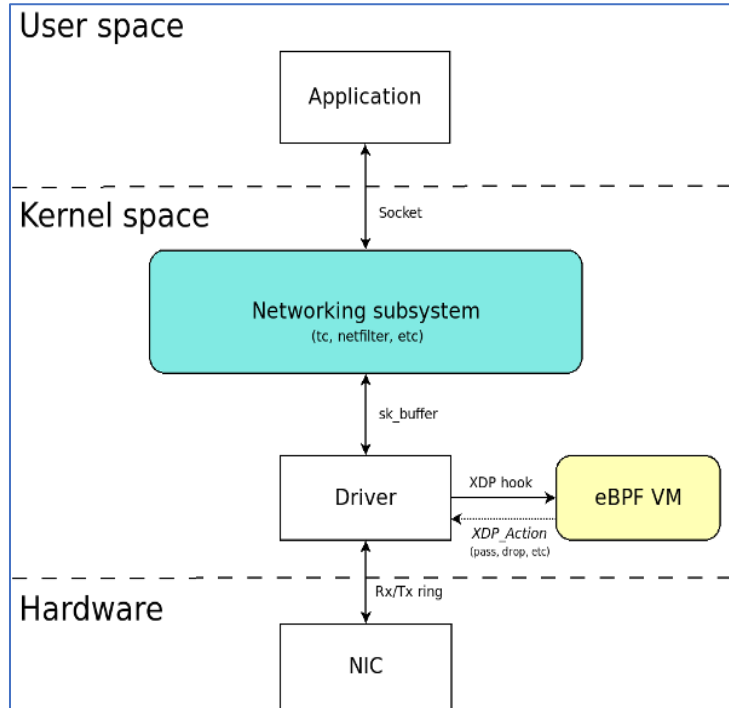 User space
Application
Socket
Kernel space
Networking subsystem
(tc, netfilter, etc)
sk_buffer
Driver
XDP hook
eBPF VM
XDP_Action
(pass, drop, etc)
Rx/Tx ring
Hardware
NIC